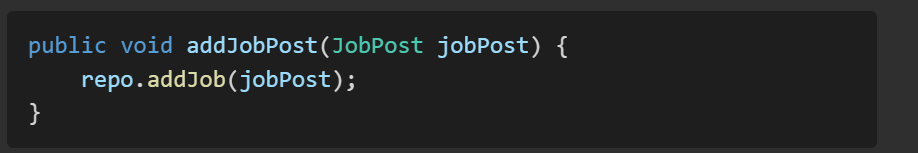 public void addJobPost(JobPost jobPost) {
    repo.addJob(jobPost);
}